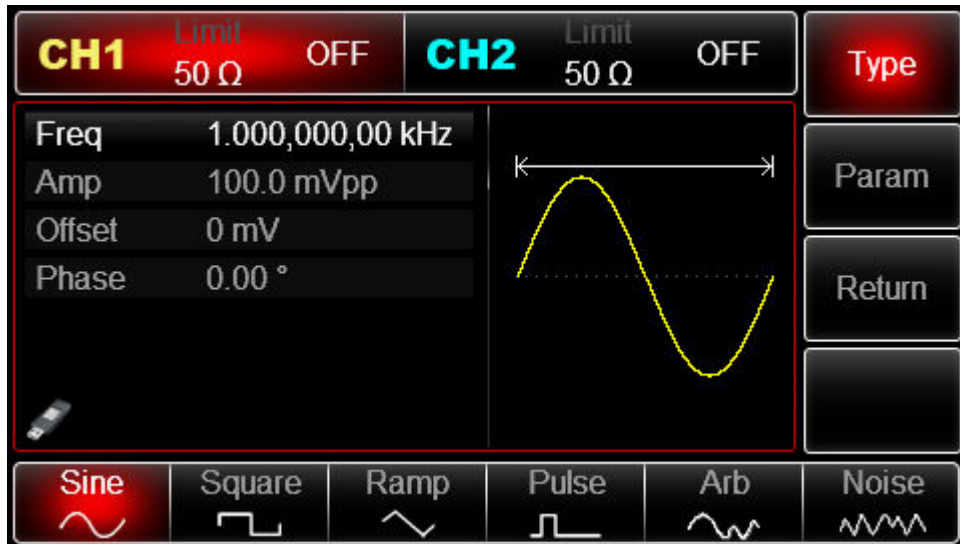 CH1 Limit 50 Ω OFF
CH2 Limit 50 Ω OFF
Type
Freq 1.000,000,00 kHz
Amp 100.0 mVpp
Offset 0 mV
Phase 0.00 °
Param
Return
Sine Square Ramp Pulse Arb Noise